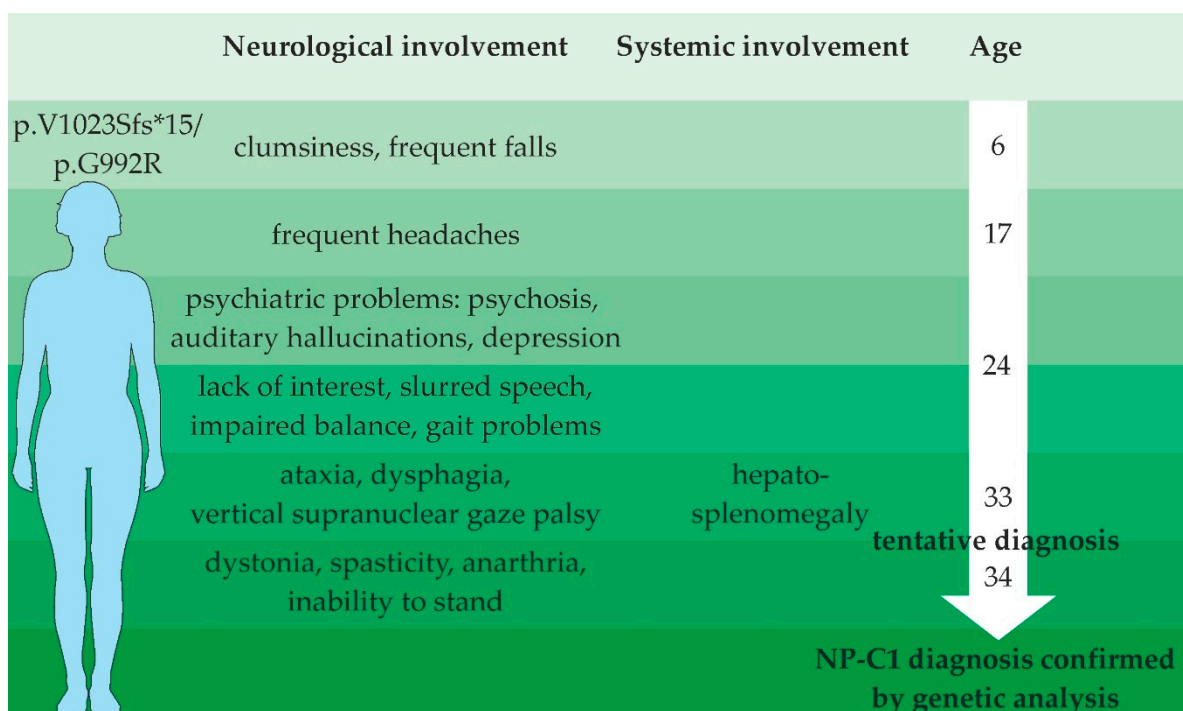 Neurological involvement Systemic involvement Age
p.V1023Sfs*15/
p.G992R
clumsiness, frequent falls
6
frequent headaches
17
psychiatric problems: psychosis,
auditory hallucinations, depression
24
lack of interest, slurred speech,
impaired balance, gait problems
ataxia, dysphagia,
vertical supranuclear gaze palsy
hepato-
splenomegaly
33
tentative diagnosis
dystonia, spasticity, anarthria,
inability to stand
34
NP-C1 diagnosis confirmed
by genetic analysis